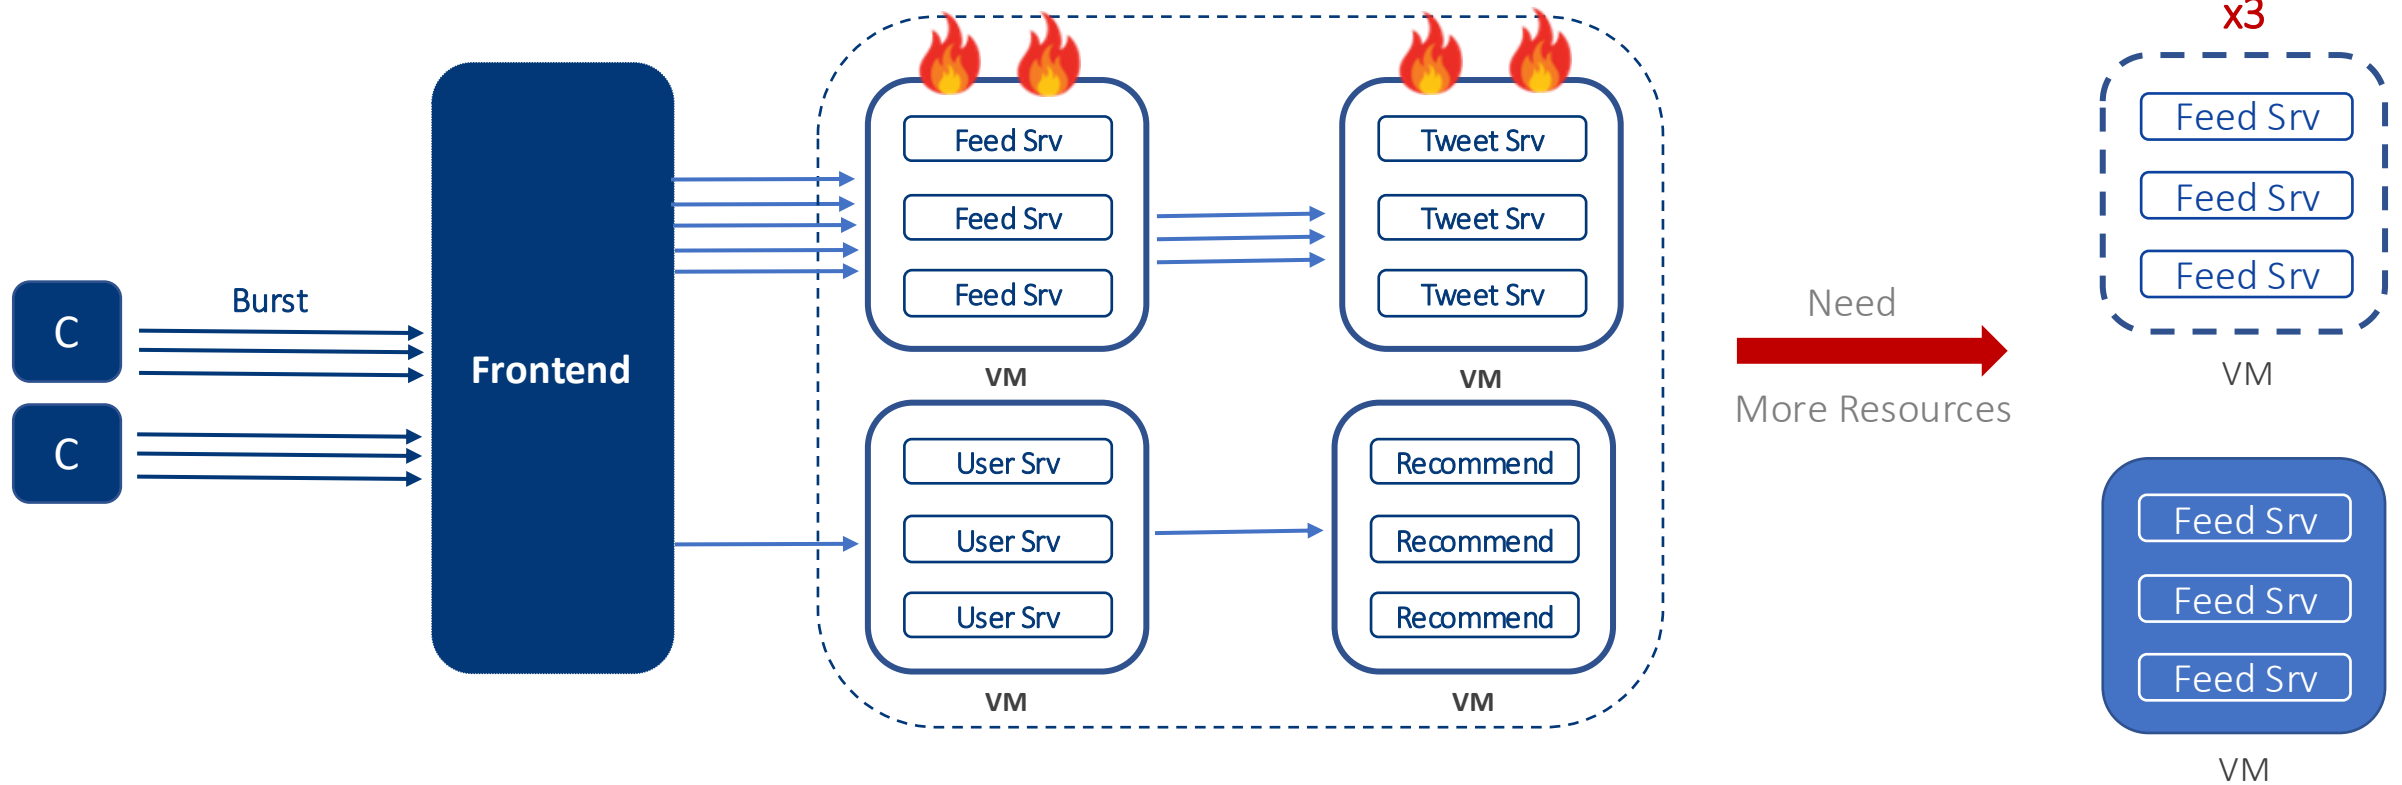 C
C
Burst
Frontend
Feed Srv
Feed Srv
Feed Srv
VM
Tweet Srv
Tweet Srv
Tweet Srv
VM
User Srv
User Srv
User Srv
VM
Recommend
Recommend
Recommend
VM
Need
More Resources
x3
Feed Srv
Feed Srv
Feed Srv
VM
Feed Srv
Feed Srv
Feed Srv
VM